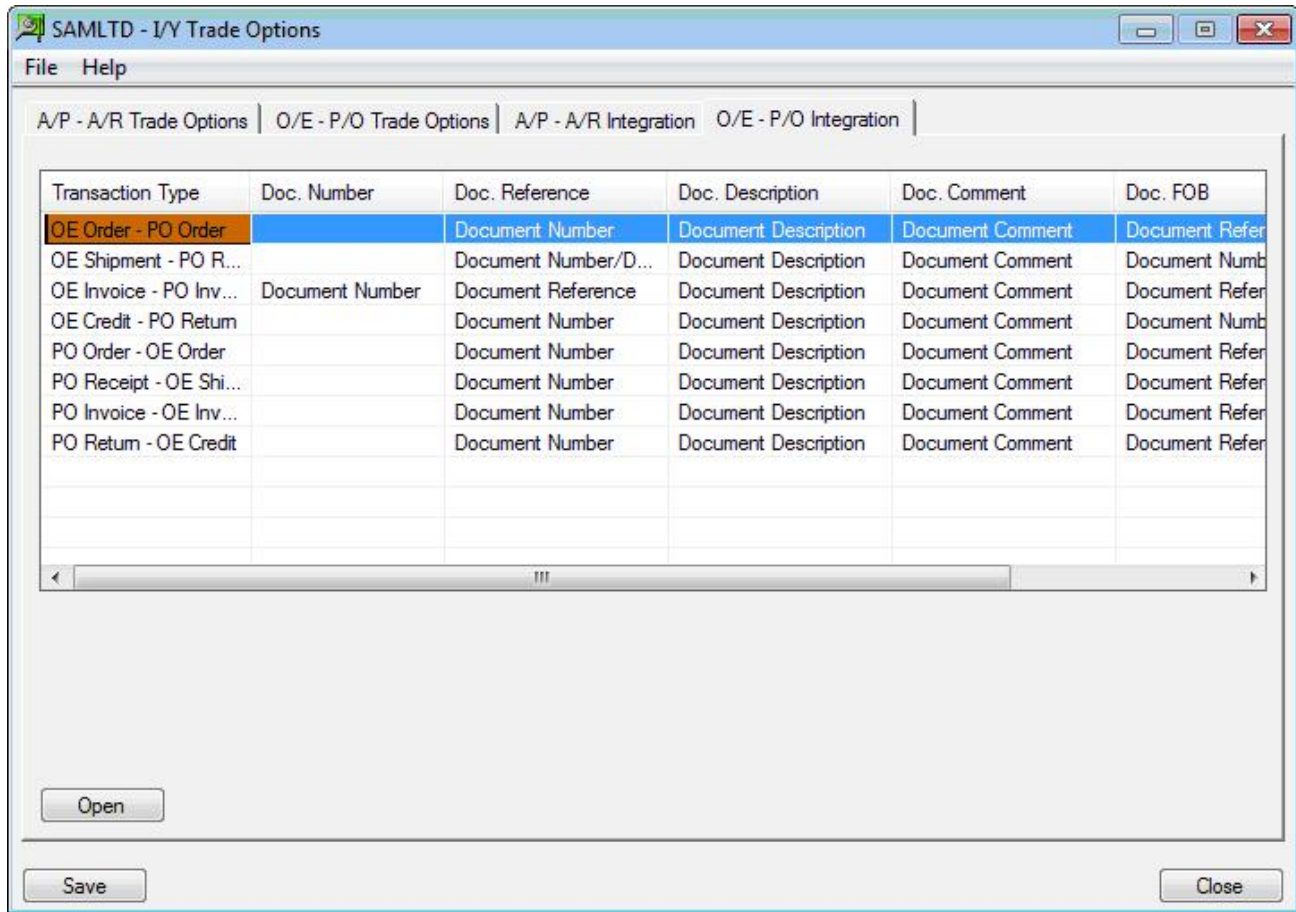 SAMLTD - I/Y Trade Options
File Help
A/P - A/R Trade Options O/E - P/O Trade Options A/P - A/R Integration O/E - P/O Integration
Transaction Type Doc. Number Doc. Reference Doc. Description Doc. Comment Doc. FOB
OE Order - PO Order Document Number Document Description Document Comment Document Refer
OE Shipment - PO R... Document Number/D... Document Description Document Comment Document Numb
OE Invoice - PO Inv... Document Number Document Reference Document Description Document Comment Document Refer
OE Credit - PO Return Document Number Document Description Document Comment Document Numb
PO Order - OE Order Document Number Document Description Document Comment Document Refer
PO Receipt - OE Shi... Document Number Document Description Document Comment Document Refer
PO Invoice - OE Inv... Document Number Document Description Document Comment Document Refer
PO Return - OE Credit Document Number Document Description Document Comment Document Refer
Open
Save Close